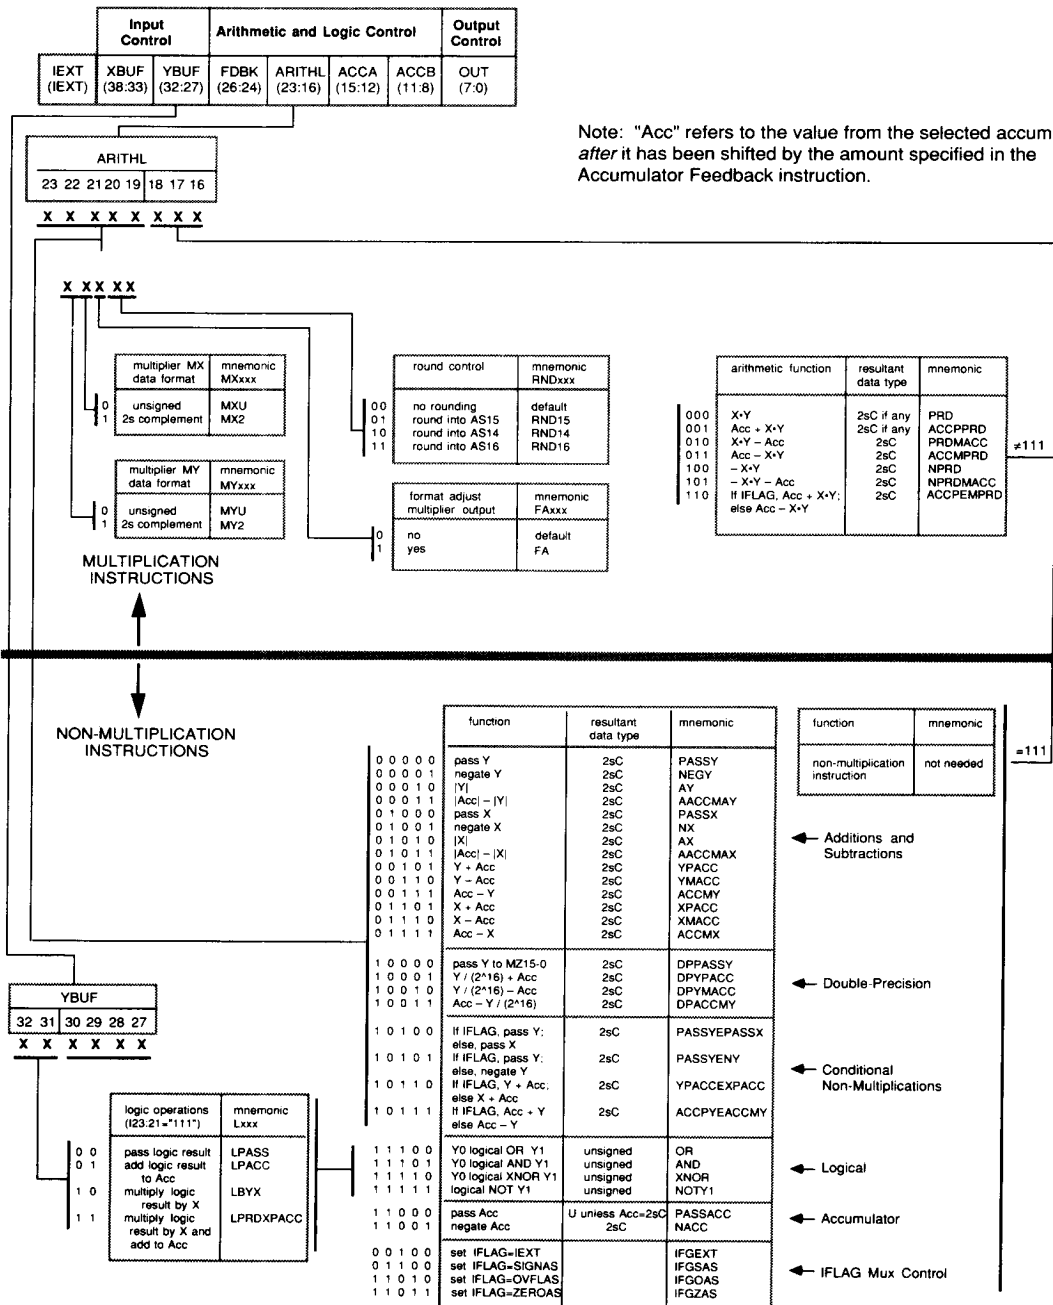 Input Control
Arithmetic and Logic Control
Output Control
IEXT (IEXT)
XBUF (38:33)
YBUF (32:27)
FDBK (26:24)
ARITHL (23:16)
ACCA (15:12)
ACCB (11:8)
OUT (7:0)
Note: "Acc" refers to the value from the selected accum
after it has been shifted by the amount specified in the
Accumulator Feedback instruction.
ARITHL
23 22 21 20 19 18 17 16
X X X X X X X X
X X X X X
multiplier MX data format mnemonic MXxxx
0 unsigned MXU
1 2s complement MX2
multiplier MY data format mnemonic MYxxx
0 unsigned MYU
1 2s complement MY2
round control mnemonic RNDxxx
00 no rounding default
01 round into AS15 RND15
10 round into AS14 RND14
11 round into AS16 RND16
format adjust multiplier output mnemonic FAxxx
0 no default
1 yes FA
arithmetic function resultant data type mnemonic
000 X•Y 2sC if any PRD
001 Acc + X•Y 2sC if any ACCPPRD
010 X•Y – Acc 2sC PRDMACC
011 Acc – X•Y 2sC ACCMPRD
100 – X•Y 2sC NPRD
101 – X•Y – Acc 2sC NPRDMACC
110 If IFLAG, Acc + X•Y; 2sC ACCPEMPRD
else Acc – X•Y
≠111
MULTIPLICATION
INSTRUCTIONS
NON-MULTIPLICATION
INSTRUCTIONS
function mnemonic
non-multiplication instruction not needed
=111
function resultant data type mnemonic
0 0 0 0 0 pass Y 2sC PASSY
0 0 0 0 1 negate Y 2sC NEGY
0 0 0 1 0 |Y| 2sC AY
0 0 0 1 1 |Acc| – |Y| 2sC AACCMAY
0 1 0 0 0 pass X 2sC PASSX
0 1 0 0 1 negate X 2sC NX
0 1 0 1 0 |X| 2sC AX
0 1 0 1 1 |Acc| – |X| 2sC AACCMAX
0 0 1 0 1 Y + Acc 2sC YPACC
0 0 1 1 0 Y – Acc 2sC YMACC
0 0 1 1 1 Acc – Y 2sC ACCMY
0 1 1 0 1 X + Acc 2sC XPACC
0 1 1 1 0 X – Acc 2sC XMACC
0 1 1 1 1 Acc – X 2sC ACCMX
Additions and
Subtractions
1 0 0 0 0 pass Y to MZ15-0 2sC DPPASSY
1 0 0 0 1 Y / (2^16) + Acc 2sC DPYPACC
1 0 0 1 0 Y / (2^16) – Acc 2sC DPYMACC
1 0 0 1 1 Acc – Y / (2^16) 2sC DPACCMY
Double-Precision
1 0 1 0 0 If IFLAG, pass Y; 2sC PASSYEPASSX
else, pass X
1 0 1 0 1 If IFLAG, pass Y; 2sC PASSYENY
else, negate Y
1 0 1 1 0 If IFLAG, Y + Acc; 2sC YPACCEXPACC
else X + Acc
1 0 1 1 1 If IFLAG, Acc + Y 2sC ACCPYEACCMY
else Acc – Y
Conditional
Non-Multiplications
1 1 1 0 0 Y0 logical OR Y1 unsigned OR
1 1 1 0 1 Y0 logical AND Y1 unsigned AND
1 1 1 1 0 Y0 logical XNOR Y1 unsigned XNOR
1 1 1 1 1 logical NOT Y1 unsigned NOTY1
Logical
1 1 0 0 0 pass Acc U unless Acc=2sC PASSACC
1 1 0 0 1 negate Acc 2sC NACC
Accumulator
0 0 1 0 0 set IFLAG=IEXT IFGEXT
0 1 1 0 0 set IFLAG=SIGNAS IFGSAS
1 1 0 1 0 set IFLAG=OVFLAS IFGOAS
1 1 0 1 1 set IFLAG=ZEROAS IFGZAS
IFLAG Mux Control
YBUF
32 31 30 29 28 27
X X X X X X
logic operations (I23:21="111") mnemonic Lxxx
0 0 pass logic result LPASS
0 1 add logic result LPACC
to Acc
1 0 multiply logic LBYX
result by X
1 1 multiply logic LPRDXPACC
result by X and
add to Acc